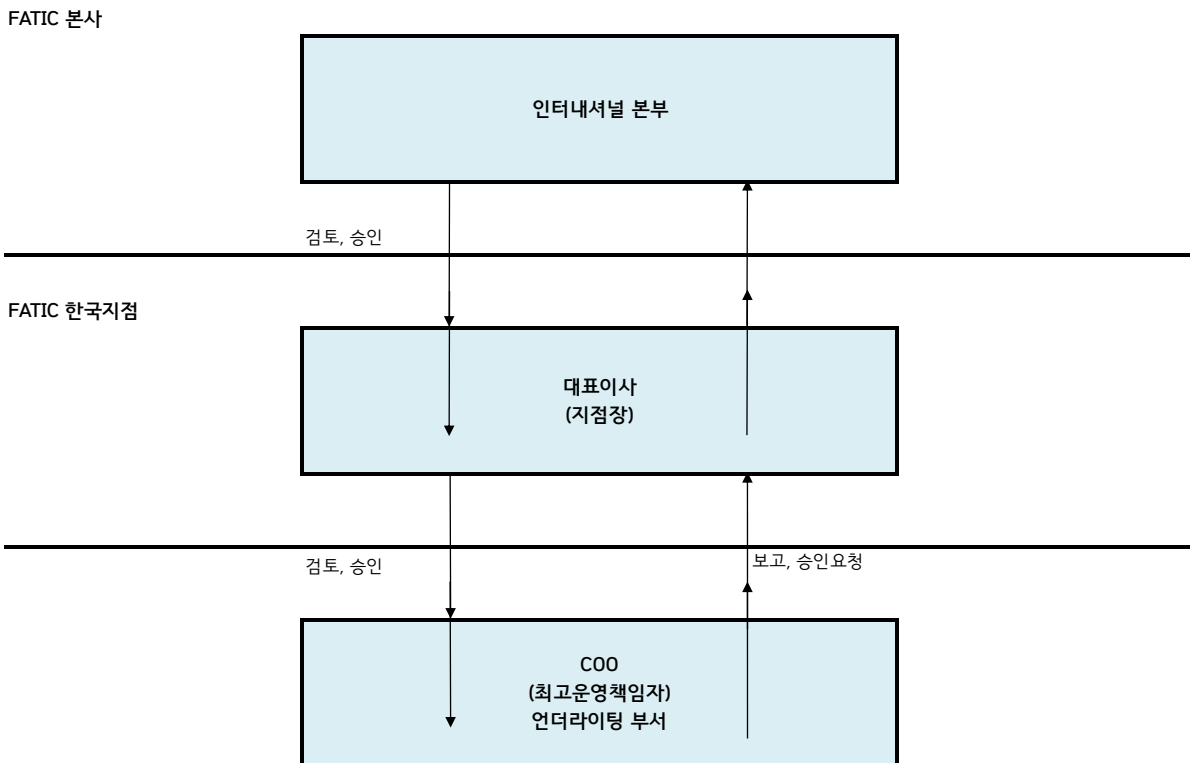 FATIC 본사
인터내셔널 본부
검토, 승인
FATIC 한국지점
대표이사
(지점장)
검토, 승인
보고, 승인요청
COO
(최고운영책임자)
언더라이팅 부서